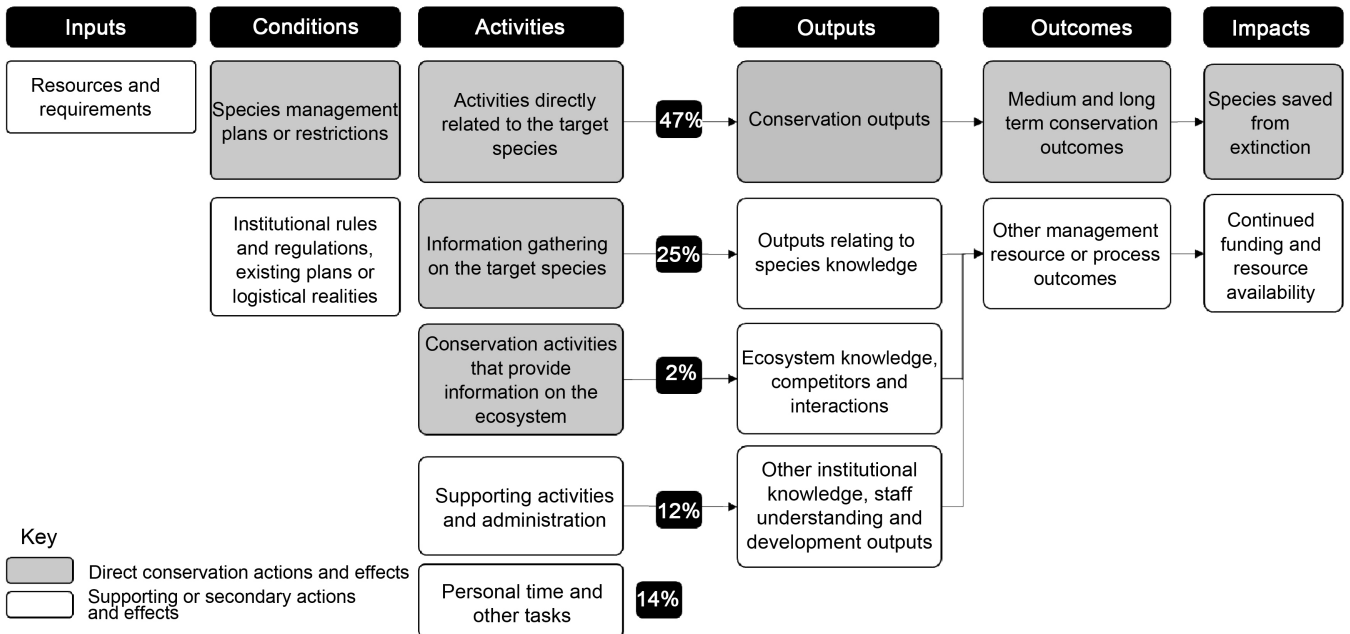 Inputs
Conditions
Activities
Outputs
Outcomes
Impacts
Resources and
requirements
Species management
plans or restrictions
Activities directly
related to the target
species
47%
Conservation outputs
Medium and long
term conservation
outcomes
Species saved
from
extinction
Institutional rules
and regulations,
existing plans or
logistical realities
Information gathering
on the target species
25%
Outputs relating to
species knowledge
Other management
resource or process
outcomes
Continued
funding and
resource
availability
Conservation activities
that provide
information on the
ecosystem
2%
Ecosystem knowledge,
competitors and
interactions
Supporting activities
and administration
12%
Other institutional
knowledge, staff
understanding and
development outputs
Personal time and
other tasks
14%
Key
Direct conservation actions and effects
Supporting or secondary actions
and effects